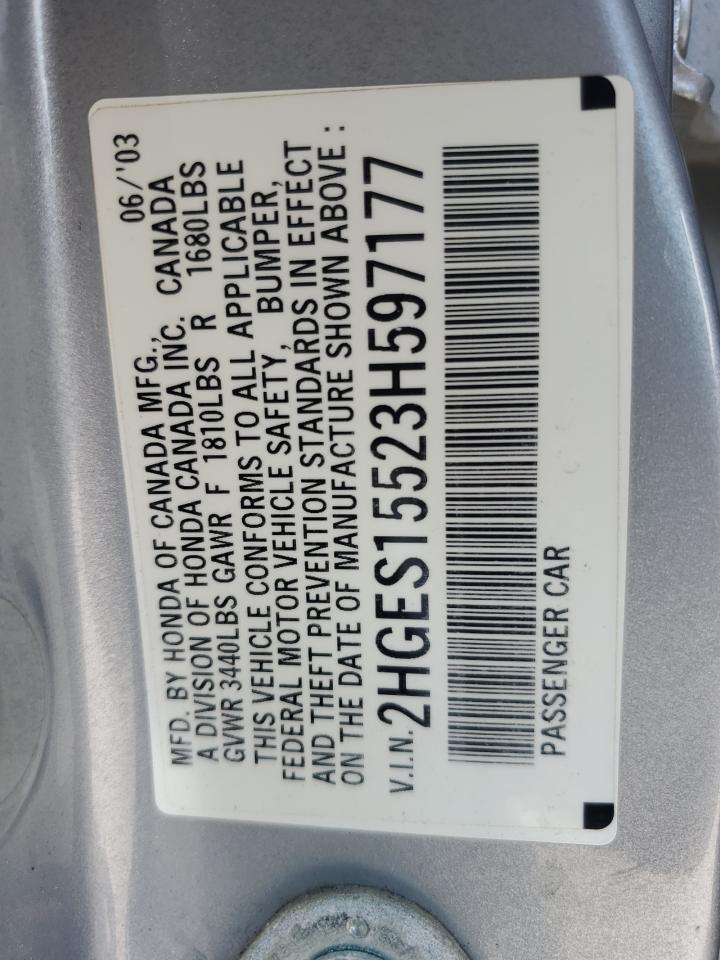 MFD. BY HONDA OF CANADA MFG., 06/'03
A DIVISION OF HONDA CANADA INC. CANADA
GVWR 3440LBS GAWR F 1810LBS R 1680LBS
THIS VEHICLE CONFORMS TO ALL APPLICABLE
FEDERAL MOTOR VEHICLE SAFETY, BUMPER,
AND THEFT PREVENTION STANDARDS IN EFFECT
ON THE DATE OF MANUFACTURE SHOWN ABOVE :
V.I.N. 2HGES15523H597177
PASSENGER CAR